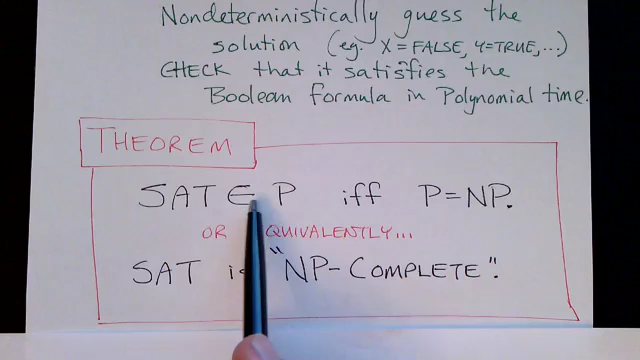 Nondeterministically guess the
solution (eg. X = FALSE, Y=TRUE, ...)
CHECK that it satisfies the
Boolean formula in Polynomial time.
THEOREM
SAT ∈ P iff P=NP.
OR EQUIVALENTLY...
SAT "NP-COMPLETE".